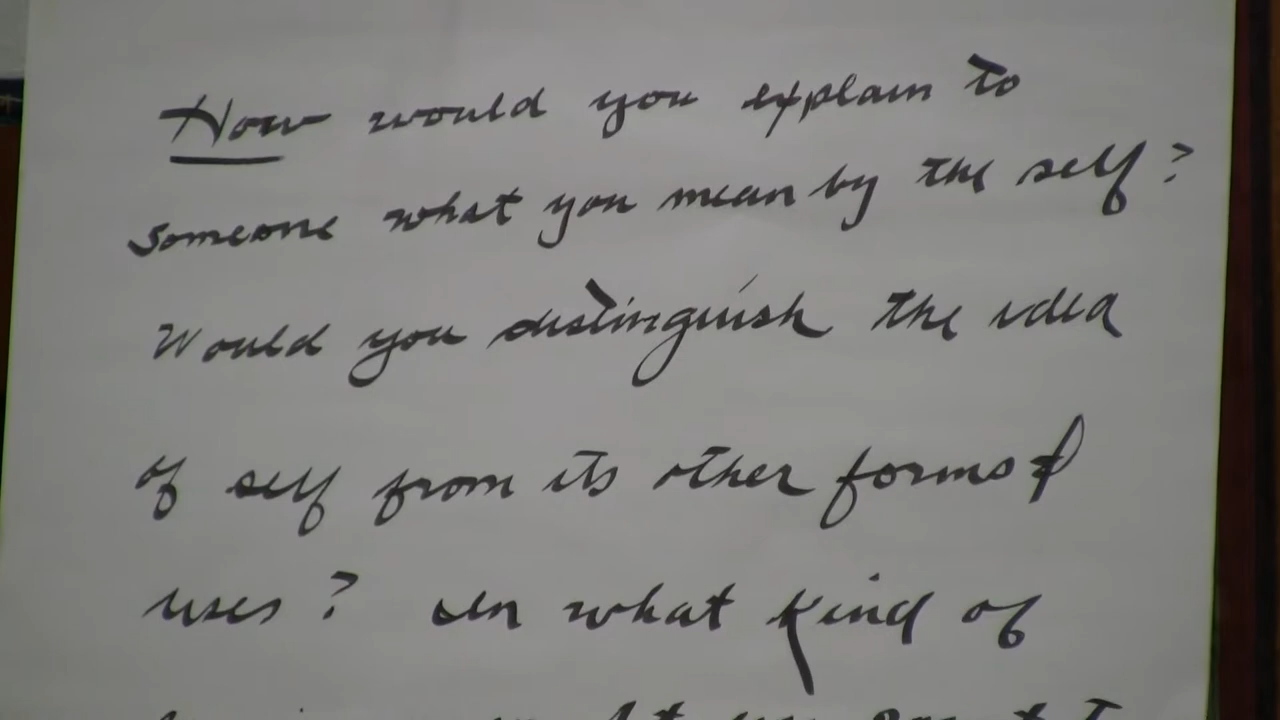 How would you explain to
someone what you mean by the self?
Would you distinguish the idea
of self from its other forms &
uses? In what kind of